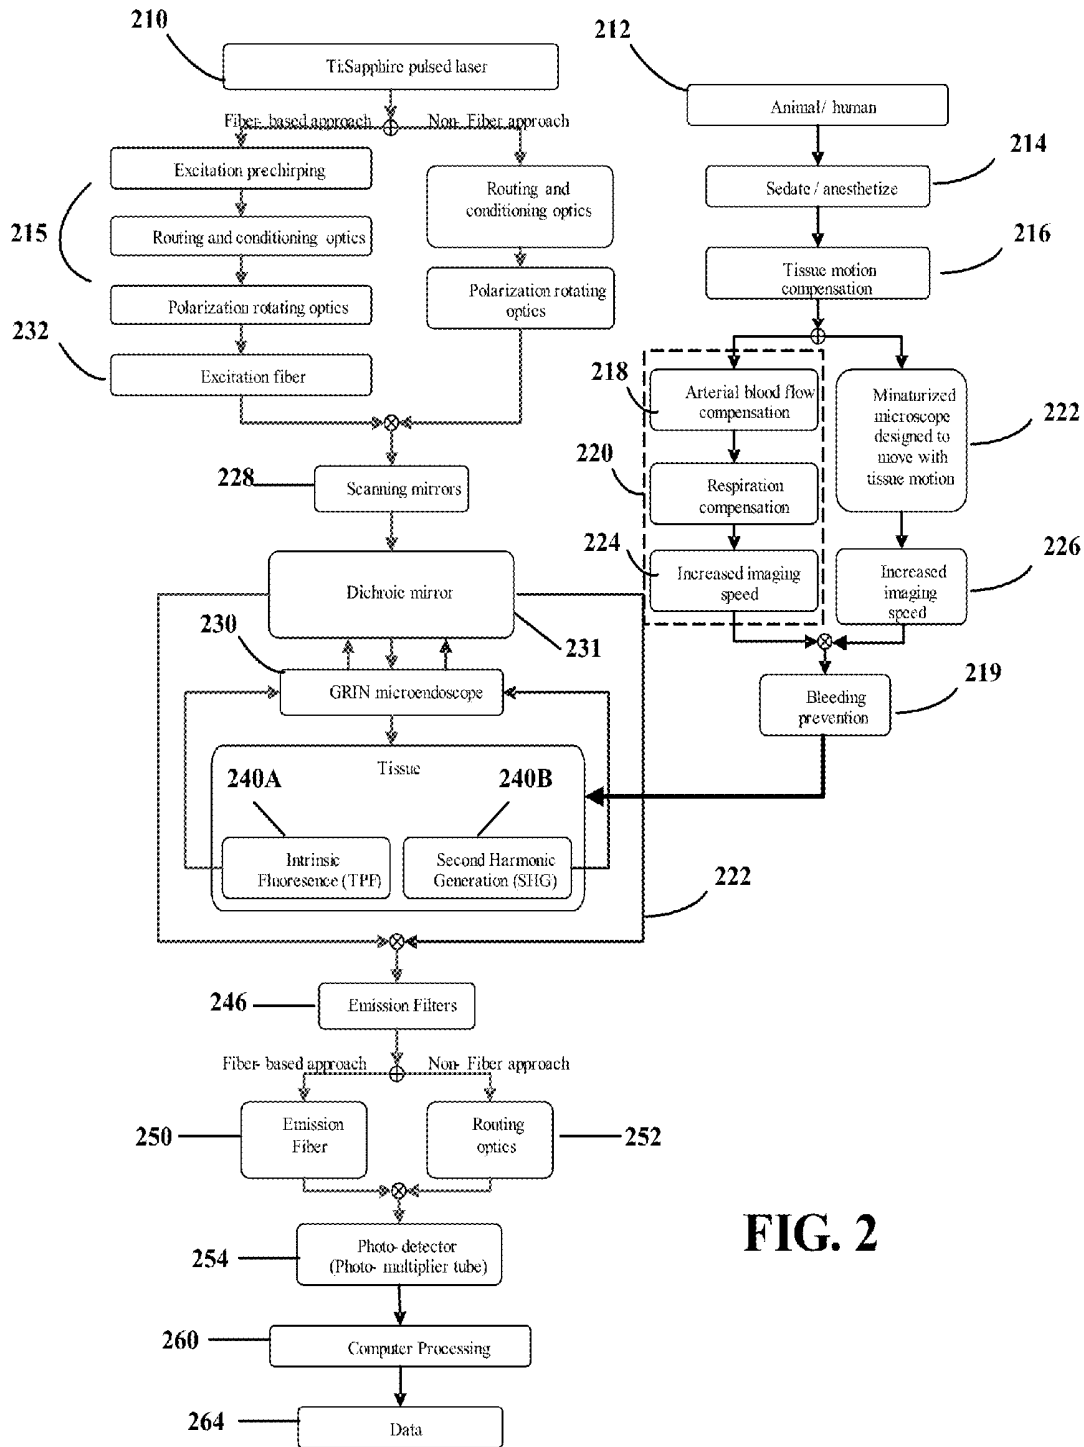 210
212
Ti:Sapphire pulsed laser
Animal / human
Fiber- based approach
Non- Fiber approach
214
Excitation prechirping
Routing and
conditioning optics
Sedate / anesthetize
215
Routing and conditioning optics
216
Tissue motion
compensation
Polarization rotating optics
Polarization rotating
optics
232
Excitation fiber
218
Arterial blood flow
compensation
Minaturized
microscope
designed to
move with
tissue motion
222
220
228
Scanning mirrors
Respiration
compensation
224
Increased imaging
speed
Increased
imaging
speed
226
Dichroic mirror
230
231
GRIN microendoscope
Bleeding
prevention
219
Tissue
240A
240B
Intrinsic
Fluoresence (TPF)
Second Harmonic
Generation (SHG)
222
246
Emission Filters
Fiber- based approach
Non- Fiber approach
250
Emission
Fiber
Routing
optics
252
FIG. 2
254
Photo- detector
(Photo- multiplier tube)
260
Computer Processing
264
Data